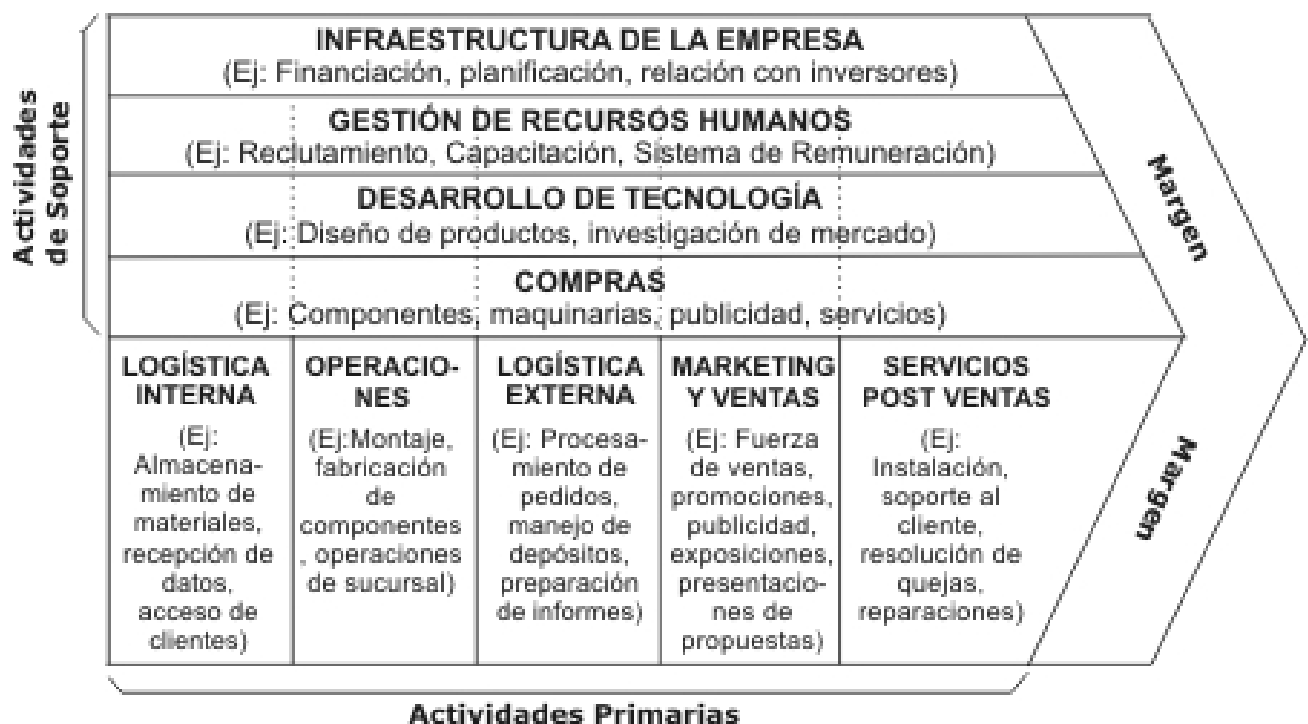 Actividades
de Soporte
INFRAESTRUCTURA DE LA EMPRESA
(Ej: Financiación, planificación, relación con inversores)
GESTIÓN DE RECURSOS HUMANOS
(Ej: Reclutamiento, Capacitación, Sistema de Remuneración)
DESARROLLO DE TECNOLOGÍA
(Ej: Diseño de productos, investigación de mercado)
COMPRAS
(Ej: Componentes, maquinarias, publicidad, servicios)
LOGÍSTICA
INTERNA
(Ej:
Almacena-
miento de
materiales,
recepción de
datos,
acceso de
clientes)
OPERACIO-
NES
(Ej:Montaje,
fabricación
de
componentes
, operaciones
de sucursal)
LOGÍSTICA
EXTERNA
(Ej: Procesa-
miento de
pedidos,
manejo de
depósitos,
preparación
de informes)
MARKETING
Y VENTAS
(Ej: Fuerza
de ventas,
promociones,
publicidad,
exposiciones,
presentacio-
nes de
propuestas)
SERVICIOS
POST VENTAS
(Ej:
Instalación,
soporte al
cliente,
resolución de
quejas,
reparaciones)
Margen
Margen
Actividades Primarias